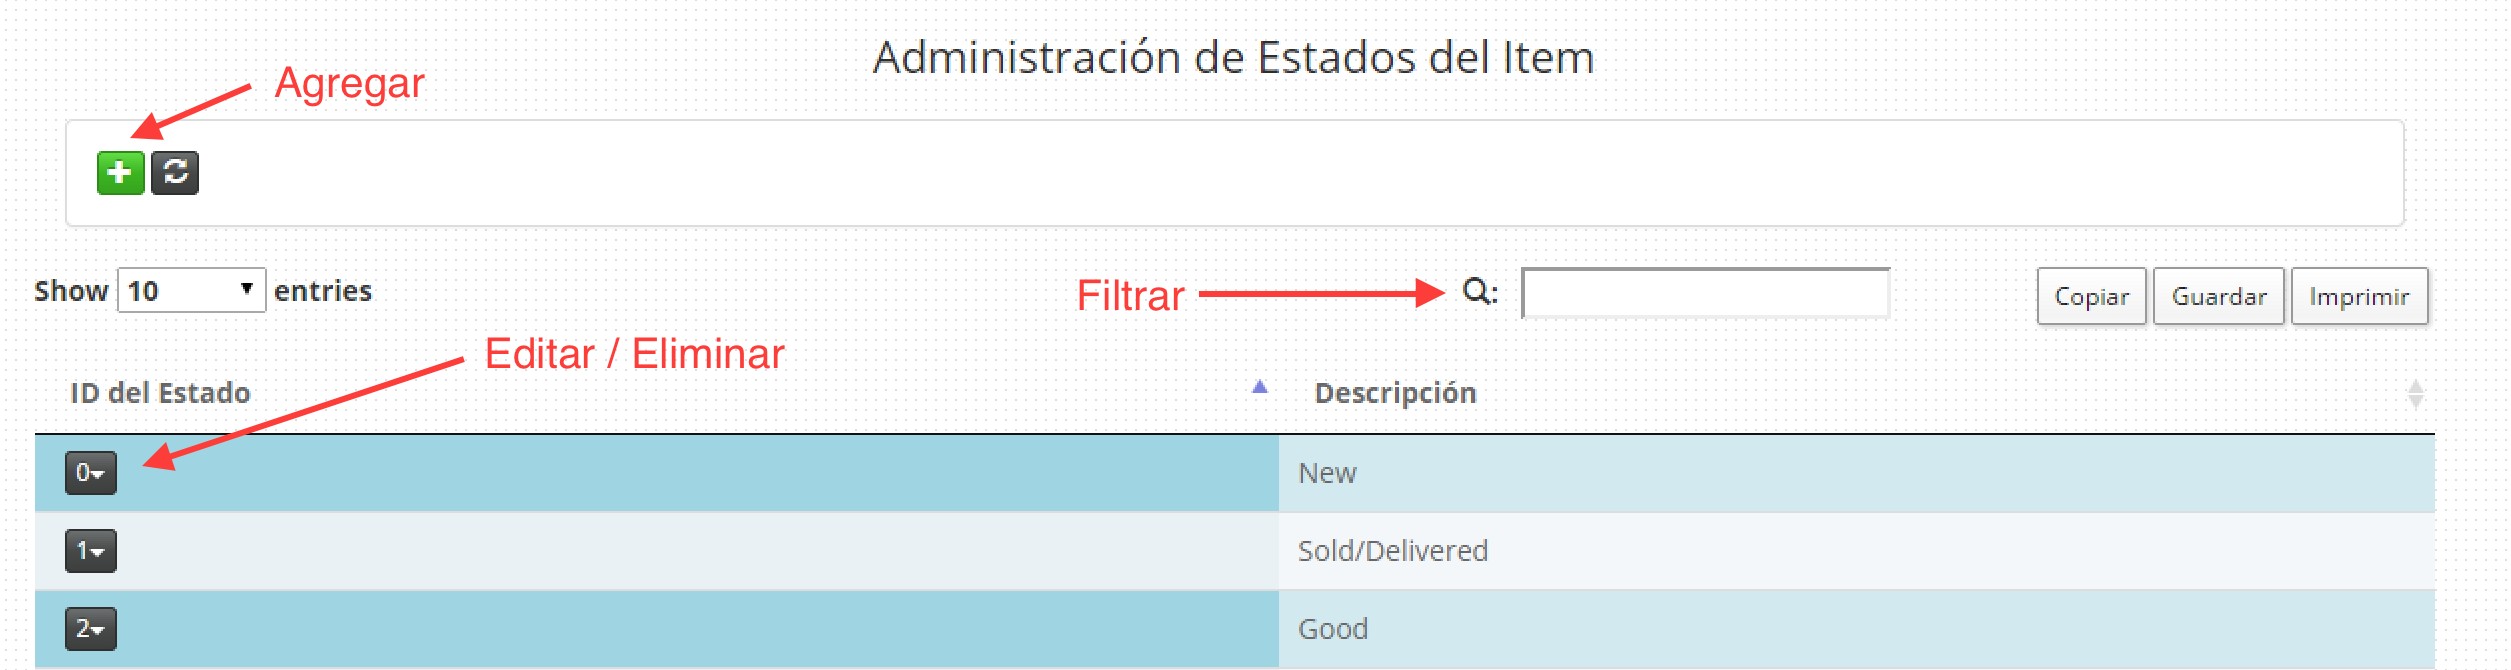 Administración de Estados del Item
Agregar
Show 10 entries
Filtrar
Q:
Copiar Guardar Imprimir
Editar / Eliminar
ID del Estado Descripción
0 New
1 Sold/Delivered
2 Good